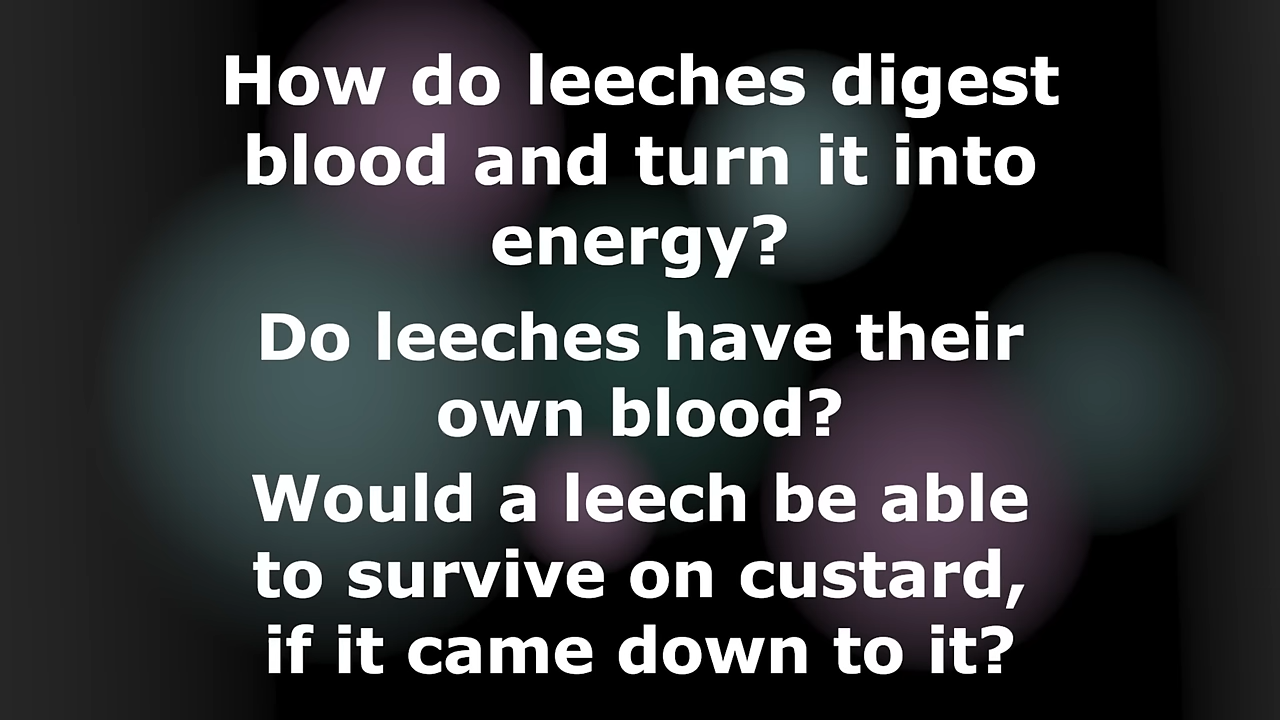 How do leeches digest
blood and turn it into
energy?
Do leeches have their
own blood?
Would a leech be able
to survive on custard,
if it came down to it?